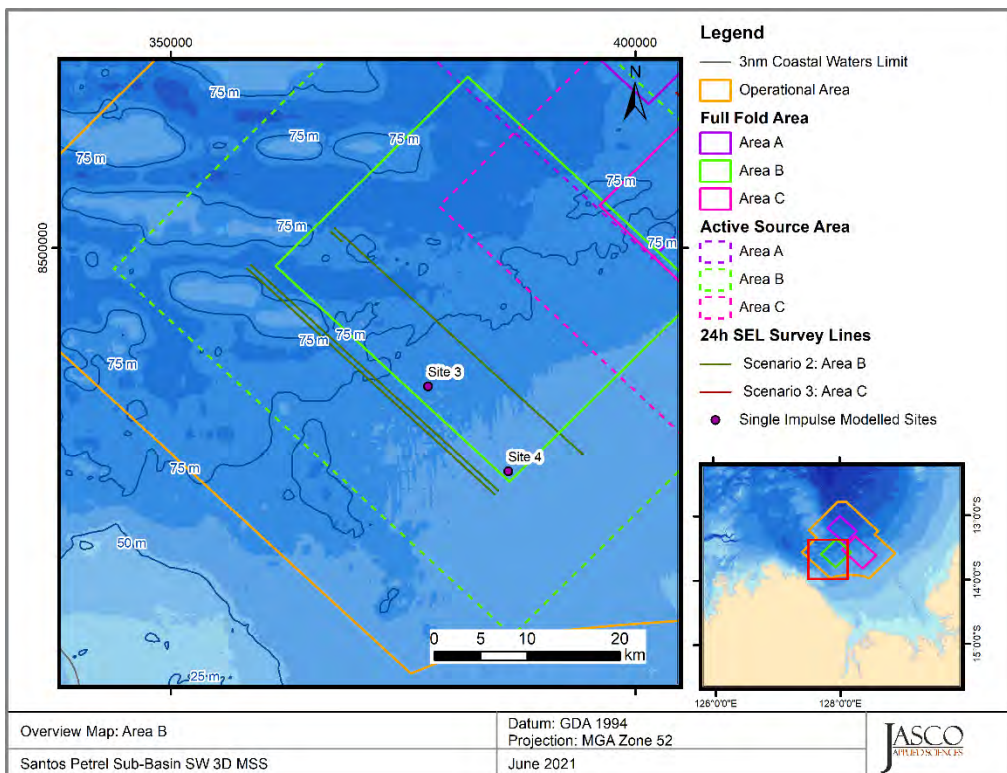 350000
400000
8500000
N
75 m
75 m
75 m
75 m
75 m
75 m
75 m
75 m
75 m
75 m
75 m
75 m
50 m
25 m
Site 3
Site 4
0 5 10 20
km
Legend
3nm Coastal Waters Limit
Operational Area
Full Fold Area
Area A
Area B
Area C
Active Source Area
Area A
Area B
Area C
24h SEL Survey Lines
Scenario 2: Area B
Scenario 3: Area C
Single Impulse Modelled Sites
13°0'0"S
14°0'0"S
15°0'0"S
126°0'0"E
128°0'0"E
Overview Map: Area B
Santos Petrel Sub-Basin SW 3D MSS
Datum: GDA 1994
Projection: MGA Zone 52
June 2021
JASCO
APPLIED SCIENCES